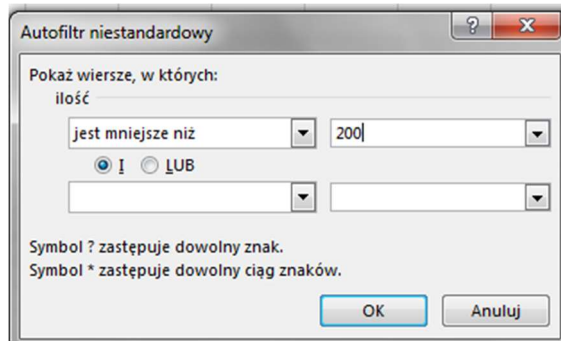 Autofiltr niestandardowy
Pokaż wiersze, w których:
ilość
jest mniejsze niż 200
I LUB
Symbol ? zastępuje dowolny znak.
Symbol * zastępuje dowolny ciąg znaków.
OK Anuluj